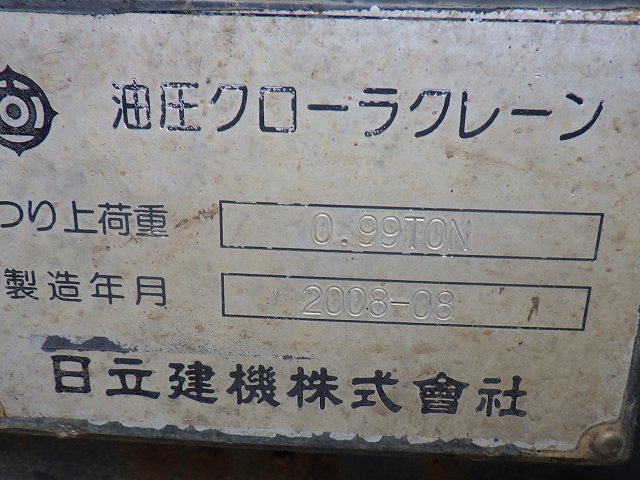 油圧クローラクレーン
つり上荷重 0.99TON
製造年月 2008-08
日立建機株式會社